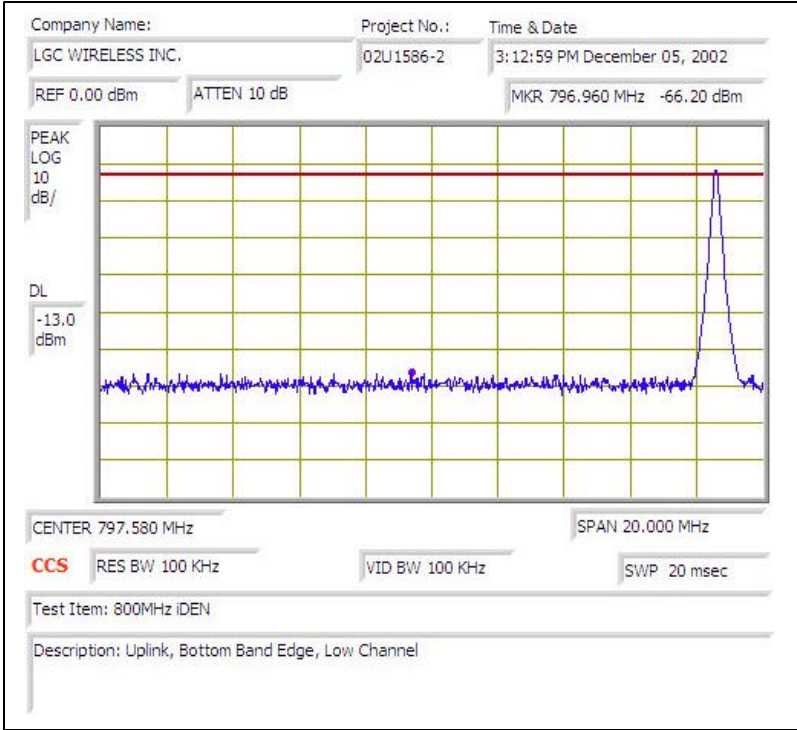 Company Name: Project No.: Time & Date
LGC WIRELESS INC. 02U1586-2 3:12:59 PM December 05, 2002
REF 0.00 dBm ATTEN 10 dB MKR 796.960 MHz -66.20 dBm
PEAK
LOG
10
dB/
DL
-13.0
dBm
CENTER 797.580 MHz SPAN 20.000 MHz
CCS RES BW 100 KHz VID BW 100 KHz SWP 20 msec
Test Item: 800MHz iDEN
Description: Uplink, Bottom Band Edge, Low Channel